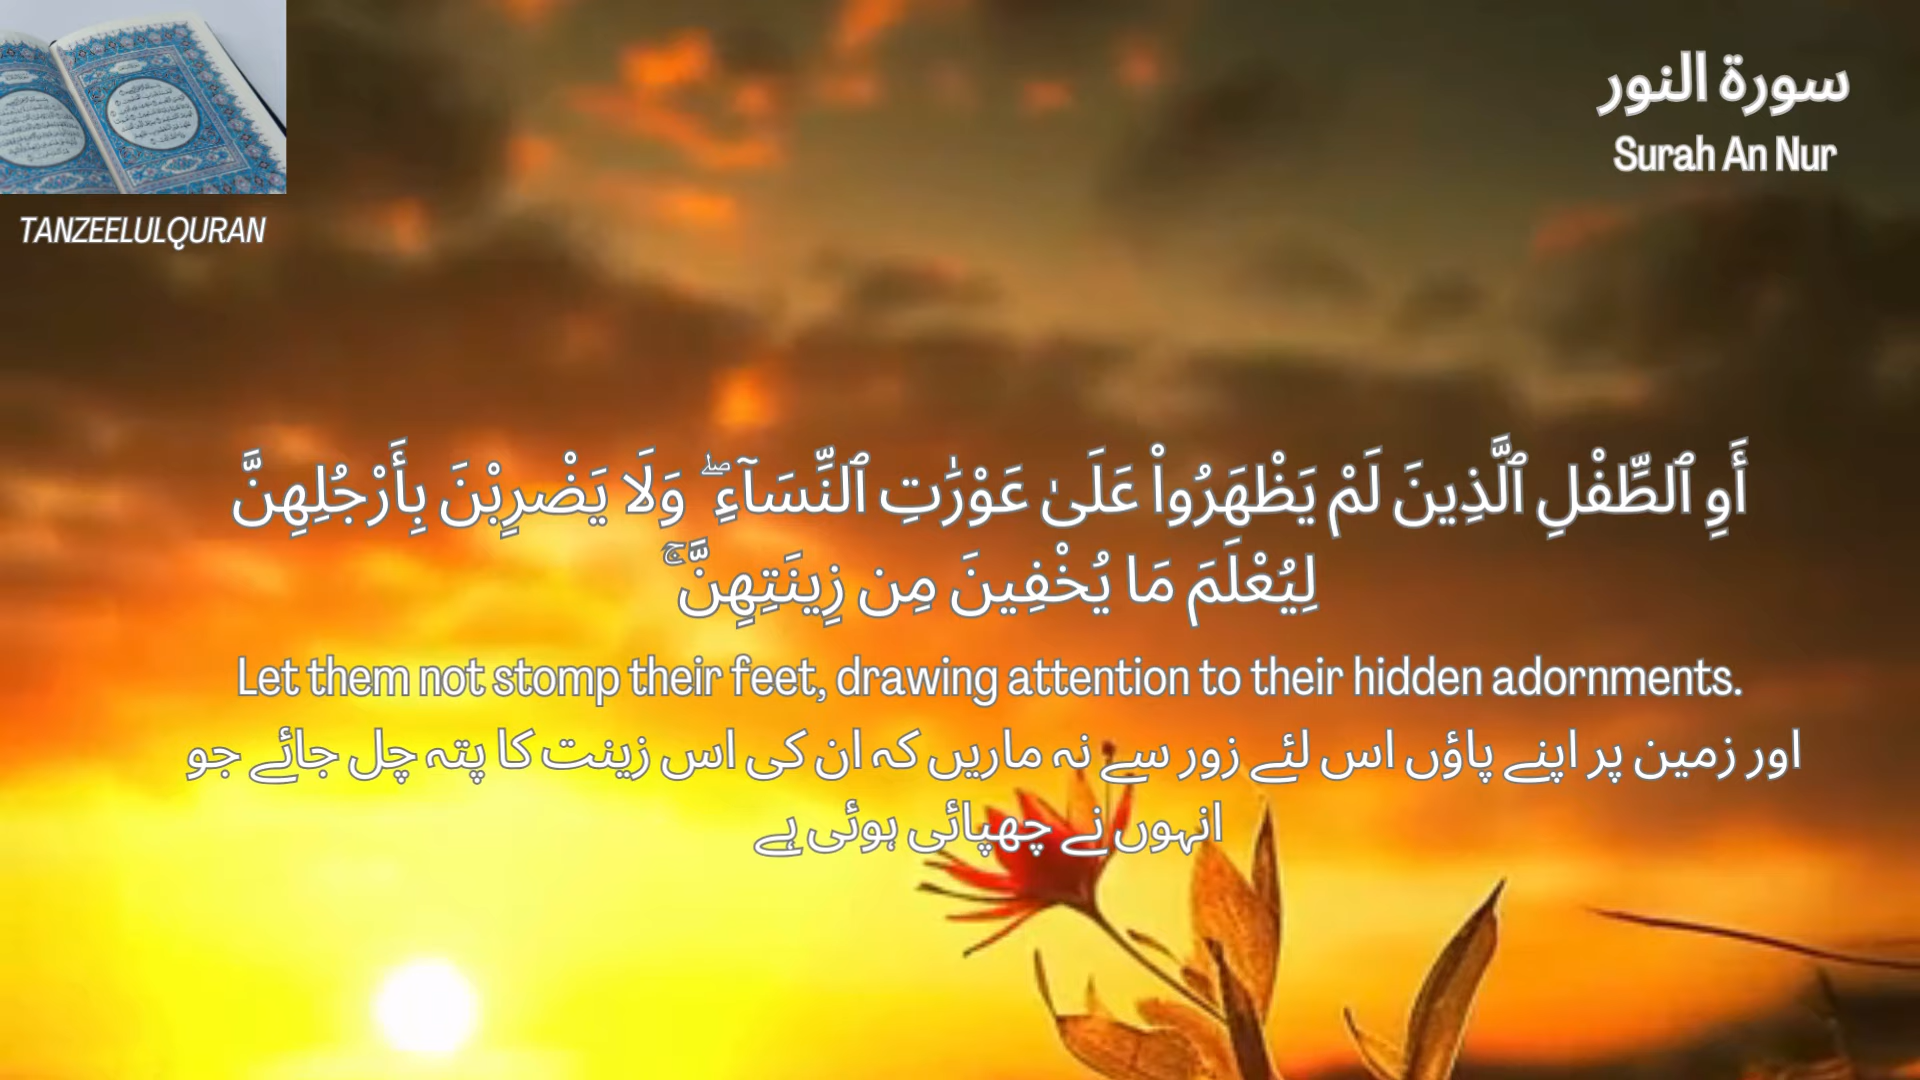 سورة النور
Surah An Nur
TANZEELULQURAN
أَوِ ٱلطِّفْلِ ٱلَّذِينَ لَمْ يَظْهَرُوا۟ عَلَىٰ عَوْرَٰتِ ٱلنِّسَآءِ ۖ وَلَا يَضْرِبْنَ بِأَرْجُلِهِنَّ
لِيُعْلَمَ مَا يُخْفِينَ مِن زِينَتِهِنَّ ۚ
Let them not stomp their feet, drawing attention to their hidden adornments.
اور زمین پر اپنے پاؤں اس لئے زور سے نہ ماریں کہ ان کی اس زینت کا پتہ چل جائے جو
انہوں نے چھپائی ہوئی ہے